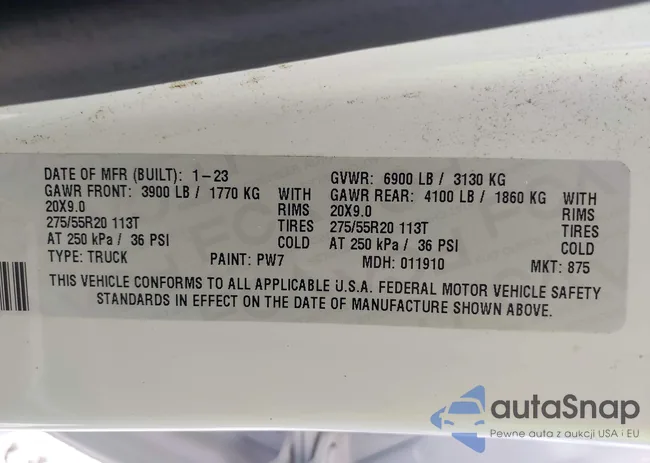 DATE OF MFR (BUILT): 1-23 GVWR: 6900 LB / 3130 KG
GAWR FRONT: 3900 LB / 1770 KG WITH GAWR REAR: 4100 LB / 1860 KG WITH
20X9.0 RIMS 20X9.0 RIMS
275/55R20 113T TIRES 275/55R20 113T TIRES
AT 250 kPa / 36 PSI COLD AT 250 kPa / 36 PSI COLD
TYPE: TRUCK PAINT: PW7 MDH: 011910 MKT: 875
THIS VEHICLE CONFORMS TO ALL APPLICABLE U.S.A. FEDERAL MOTOR VEHICLE SAFETY
STANDARDS IN EFFECT ON THE DATE OF MANUFACTURE SHOWN ABOVE.
autaSnap
Pewne auta z aukcji USA i EU